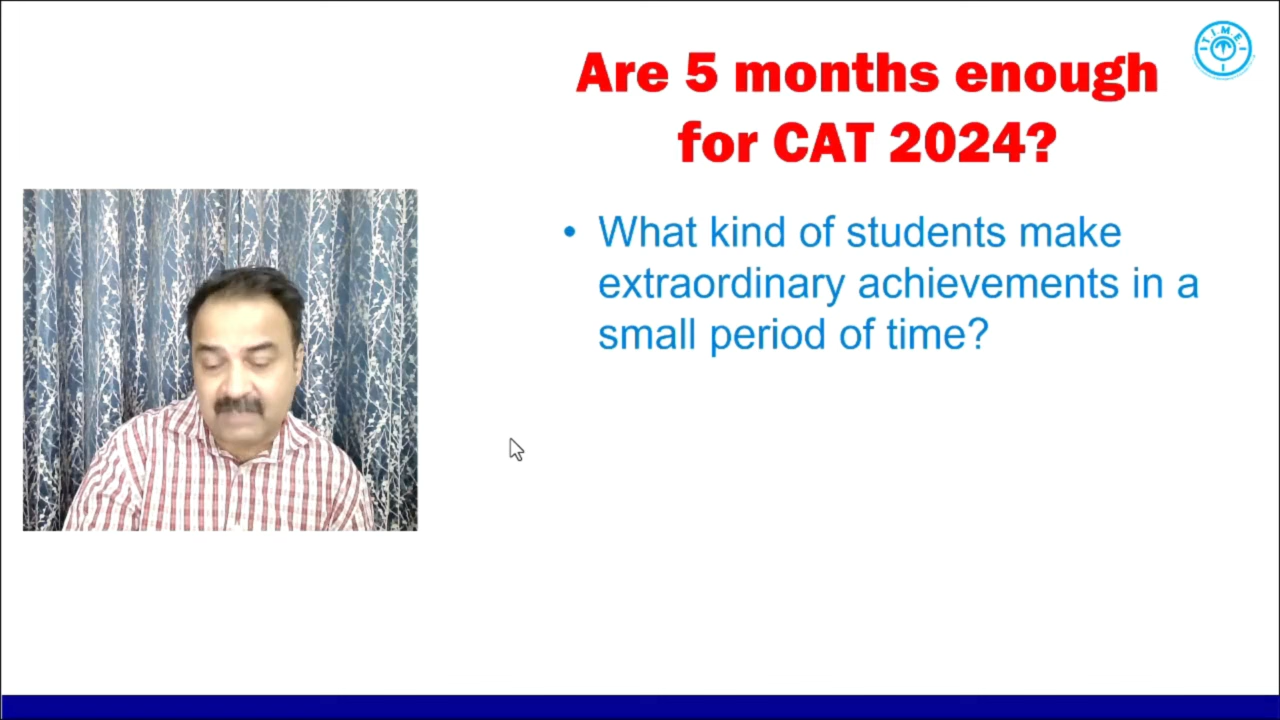 Are 5 months enough
for CAT 2024?
• What kind of students make
extraordinary achievements in a
small period of time?